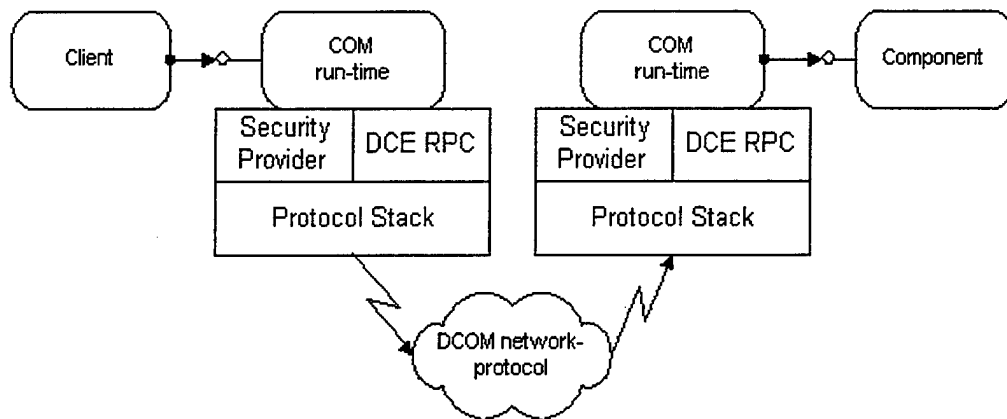 Client
COM
run-time
COM
run-time
Component
Security
Provider
DCE RPC
Security
Provider
DCE RPC
Protocol Stack
Protocol Stack
DCOM network-
protocol